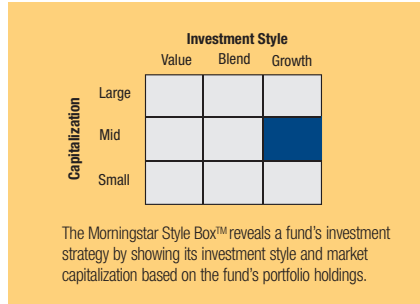 Investment Style
Value Blend Growth
Capitalization
Large
Mid
Small
The Morningstar Style Box™ reveals a fund's investment
strategy by showing its investment style and market
capitalization based on the fund's portfolio holdings.